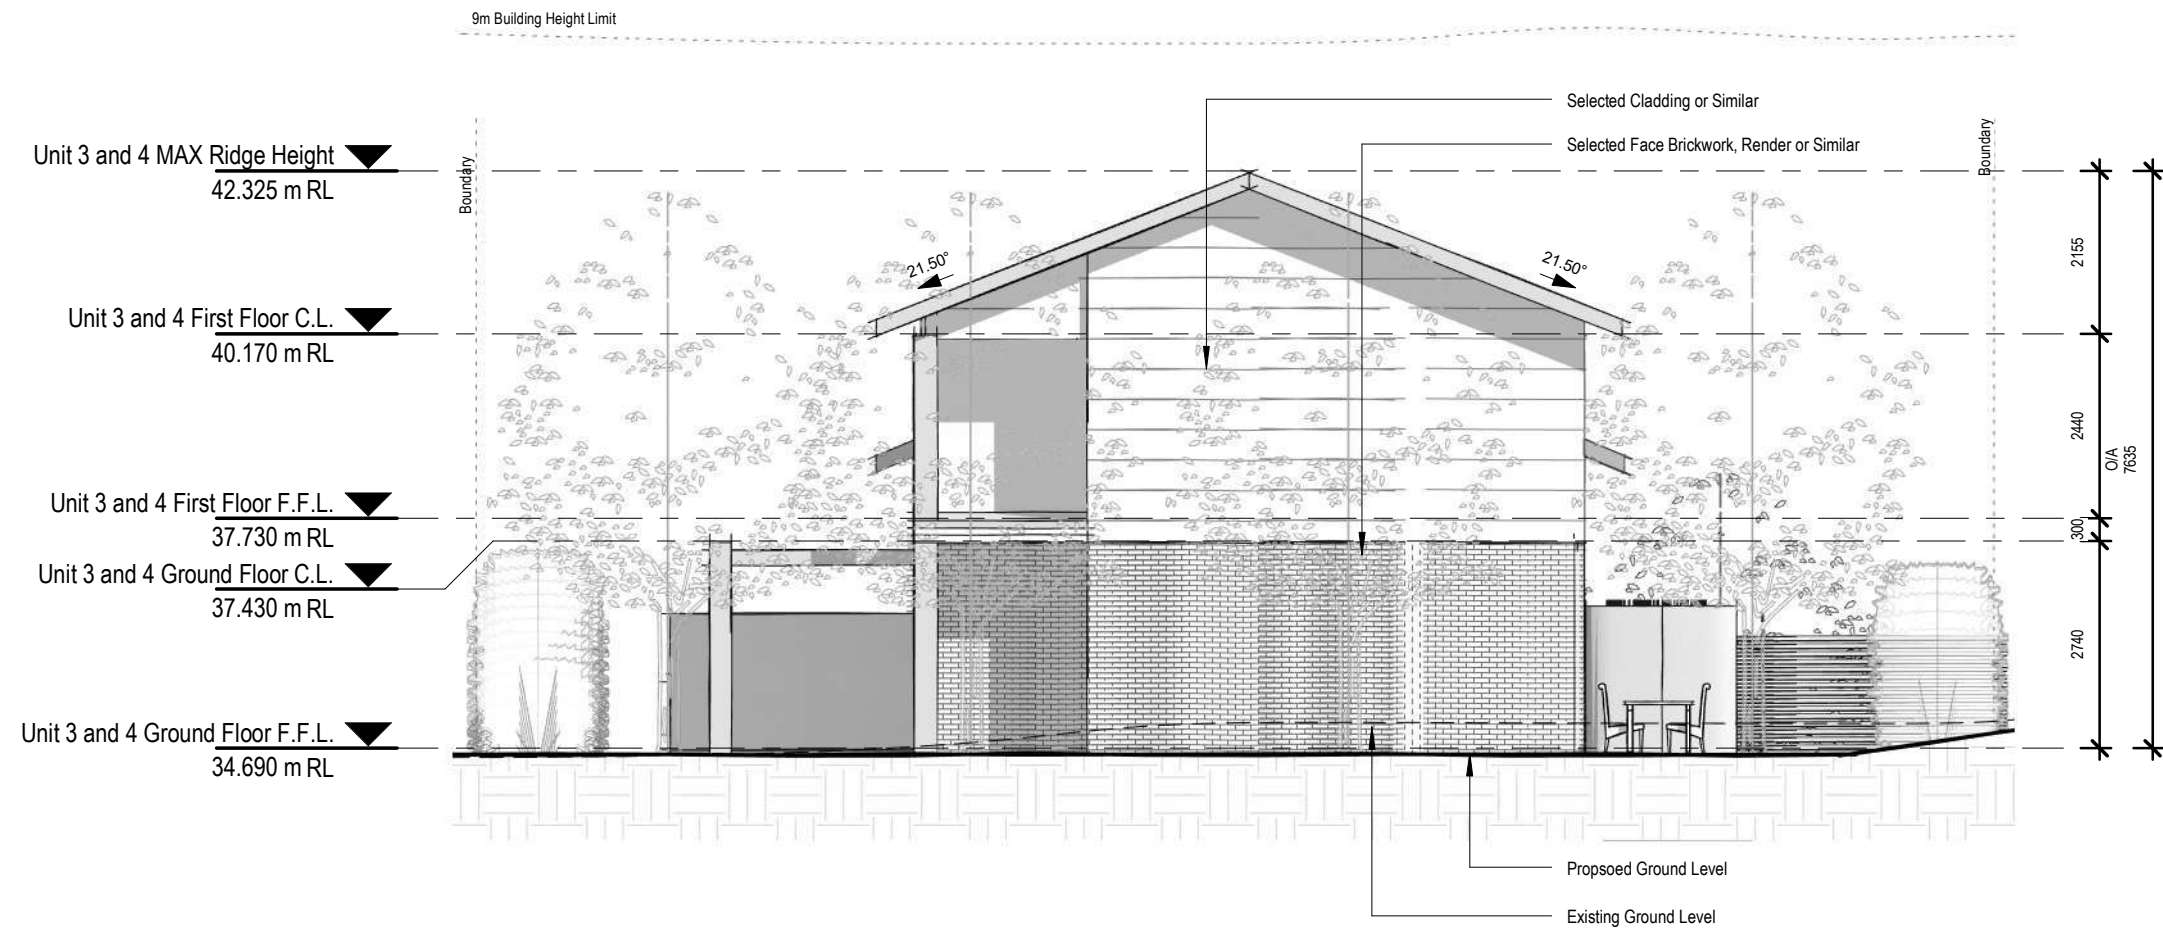 9m Building Height Limit
Selected Cladding or Similar
Selected Face Brickwork, Render or Similar
Unit 3 and 4 MAX Ridge Height
42.325 m RL
Boundary
Boundary
21.50°
21.50°
2155
Unit 3 and 4 First Floor C.L.
40.170 m RL
2440
O/A
7635
Unit 3 and 4 First Floor F.F.L.
37.730 m RL
300
Unit 3 and 4 Ground Floor C.L.
37.430 m RL
2740
Unit 3 and 4 Ground Floor F.F.L.
34.690 m RL
Propsoed Ground Level
Existing Ground Level